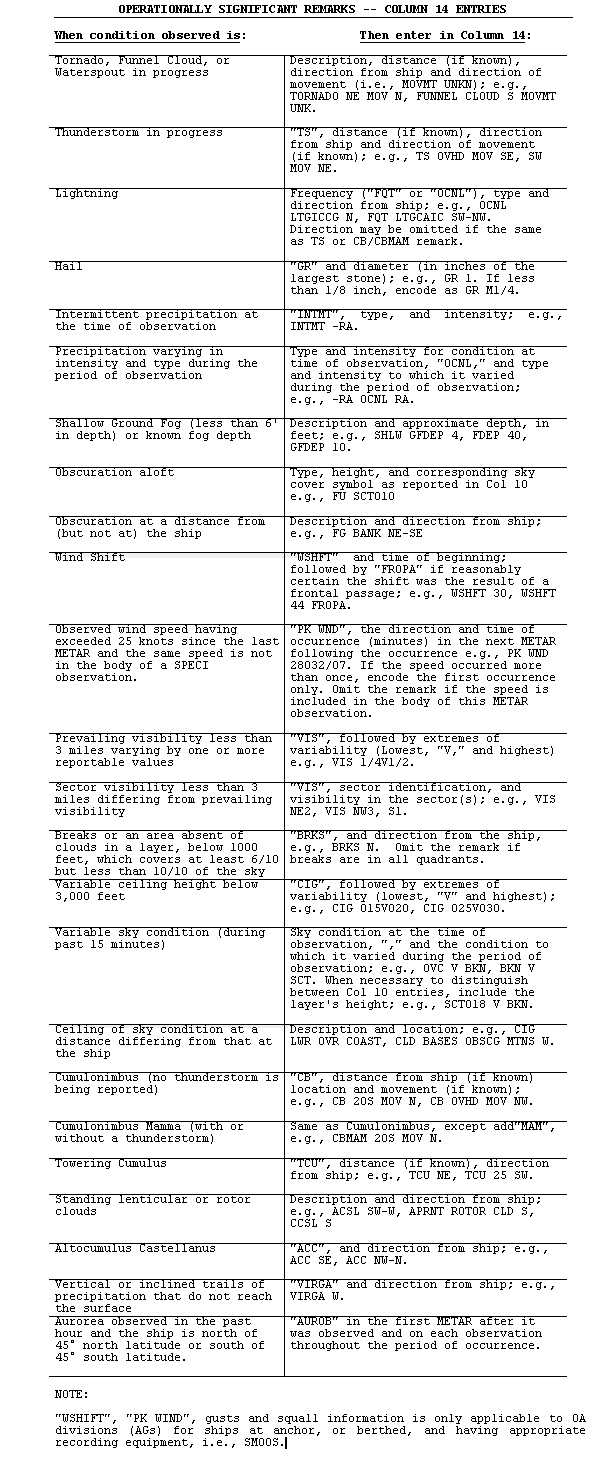 OPERATIONALLY SIGNIFICANT REMARKS -- COLUMN 14 ENTRIES
When condition observed is:
Then enter in Column 14:
Tornado, Funnel Cloud, or
Waterspout in progress
Description, distance (if known),
direction from ship and direction of
movement (i.e., MOVMT UNKN); e.g.,
TORNADO NE MOV N, FUNNEL CLOUD S MOVMT
UNK.
Thunderstorm in progress
"TS", distance (if known), direction
from ship and direction of movement
(if known); e.g., TS OVHD MOV SE, SW
MOV NE.
Lightning
Frequency ("FQT" or "OCNL"), type and
direction from ship; e.g., OCNL
LTGICCG N, FQT LTGCAIC SW-NW.
Direction may be omitted if the same
as TS or CB/CBMAM remark.
Hail
"GR" and diameter (in inches of the
largest stone); e.g., GR 1. If less
than 1/8 inch, encode as GR M1/4.
Intermittent precipitation at
the time of observation
"INTMT", type, and intensity; e.g.,
INTMT -RA.
Precipitation varying in
intensity and type during the
period of observation
Type and intensity for condition at
time of observation, "OCNL," and type
and intensity to which it varied
during the period of observation;
e.g., -RA OCNL RA.
Shallow Ground Fog (less than 6'
in depth) or known fog depth
Description and approximate depth, in
feet; e.g., SHLW GFDEP 4, FDEP 40,
GFDEP 10.
Obscuration aloft
Type, height, and corresponding sky
cover symbol as reported in Col 10
e.g., FU SCT010
Obscuration at a distance from
(but not at) the ship
Description and direction from ship;
e.g., FG BANK NE-SE
Wind Shift
"WSHFT" and time of beginning;
followed by "FROPA" if reasonably
certain the shift was the result of a
frontal passage; e.g., WSHFT 30, WSHFT
44 FROPA.
Observed wind speed having
exceeded 25 knots since the last
METAR and the same speed is not
in the body of a SPECI
observation.
"PK WND", the direction and time of
occurrence (minutes) in the next METAR
following the occurrence e.g., PK WND
28032/07. If the speed occurred more
than once, encode the first occurrence
only. Omit the remark if the speed is
included in the body of this METAR
observation.
Prevailing visibility less than
3 miles varying by one or more
reportable values
"VIS", followed by extremes of
variability (Lowest, "V," and highest)
e.g., VIS 1/4V1/2.
Sector visibility less than 3
miles differing from prevailing
visibility
"VIS", sector identification, and
visibility in the sector(s); e.g., VIS
NE2, VIS NW3, S1.
Breaks or an area absent of
clouds in a layer, below 1000
feet, which covers at least 6/10
but less than 10/10 of the sky
"BRKS", and direction from the ship,
e.g., BRKS N. Omit the remark if
breaks are in all quadrants.
Variable ceiling height below
3,000 feet
"CIG", followed by extremes of
variability (lowest, "V" and highest);
e.g., CIG 015V020, CIG 025V030.
Variable sky condition (during
past 15 minutes)
Sky condition at the time of
observation, "," and the condition to
which it varied during the period of
observation; e.g., OVC V BKN, BKN V
SCT. When necessary to distinguish
between Col 10 entries, include the
layer's height; e.g., SCT018 V BKN.
Ceiling of sky condition at a
distance differing from that at
the ship
Description and location; e.g., CIG
LWR OVR COAST, CLD BASES OBSCG MTNS W.
Cumulonimbus (no thunderstorm is
being reported)
"CB", distance from ship (if known)
location and movement (if known);
e.g., CB 20S MOV N, CB OVHD MOV NW.
Cumulonimbus Mamma (with or
without a thunderstorm)
Same as Cumulonimbus, except add"MAM",
e.g., CBMAM 20S MOV N.
Towering Cumulus
"TCU", distance (if known), direction
from ship; e.g., TCU NE, TCU 25 SW.
Standing lenticular or rotor
clouds
Description and direction from ship;
e.g., ACSL SW-W, APRNT ROTOR CLD S,
CCSL S
Altocumulus Castellanus
"ACC", and direction from ship; e.g.,
ACC SE, ACC NW-N.
Vertical or inclined trails of
precipitation that do not reach
the surface
"VIRGA" and direction from ship; e.g.,
VIRGA W.
Aurorea observed in the past
hour and the ship is north of
45° north latitude or south of
45° south latitude.
"AUROB" in the first METAR after it
was observed and on each observation
throughout the period of occurrence.
NOTE:
"WSHIFT", "PK WIND", gusts and squall information is only applicable to OA
divisions (AGs) for ships at anchor, or berthed, and having appropriate
recording equipment, i.e., SMOOS.